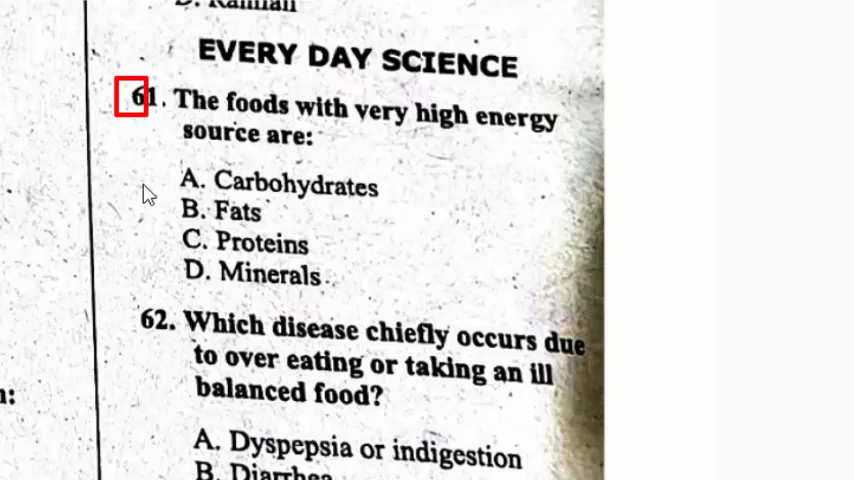 EVERY DAY SCIENCE
61. The foods with very high energy
source are:
A. Carbohydrates
B. Fats
C. Proteins
D. Minerals
62. Which disease chiefly occurs due
to over eating or taking an ill
balanced food?
A. Dyspepsia or indigestion
B. Diarrhea